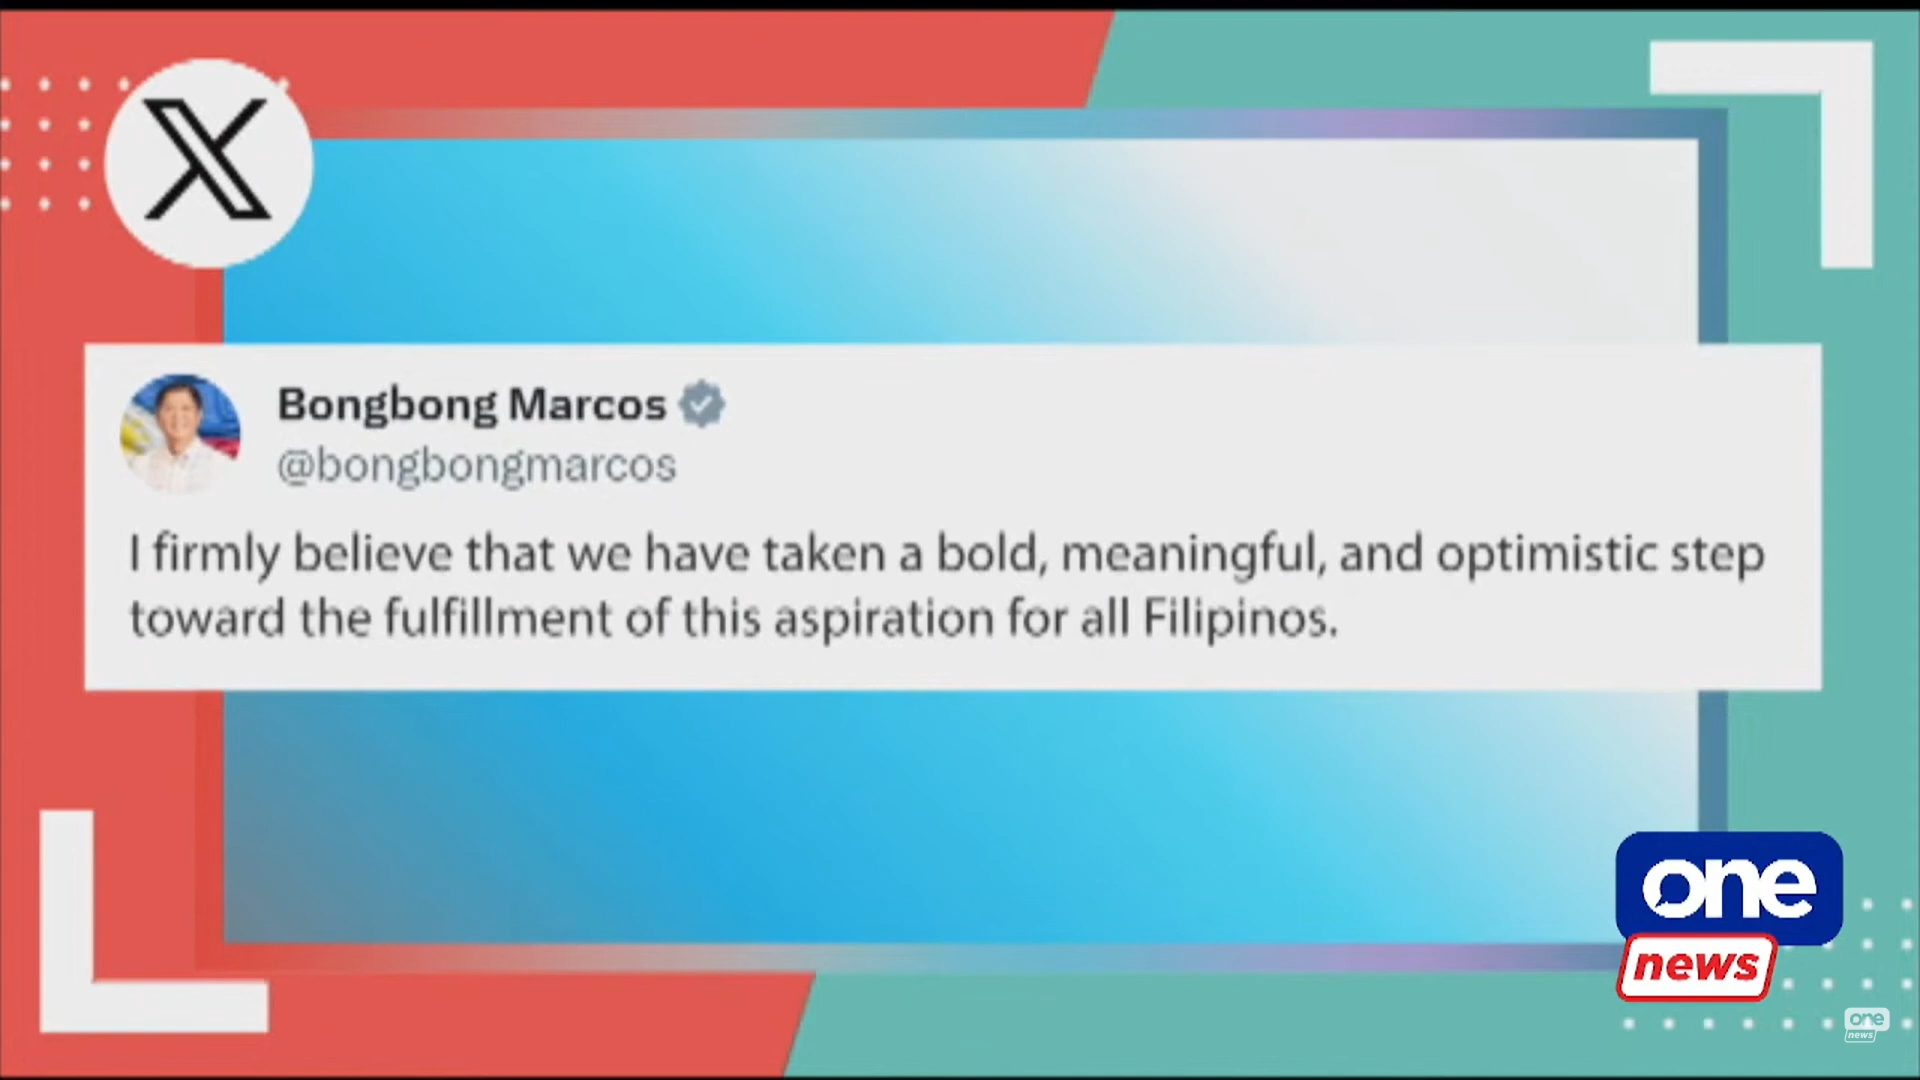 Bongbong Marcos
@bongbongmarcos
I firmly believe that we have taken a bold, meaningful, and optimistic step
toward the fulfillment of this aspiration for all Filipinos.
one
news
one
news